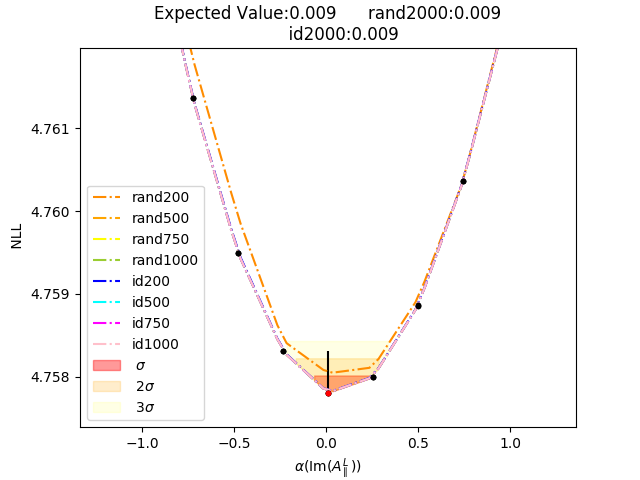 Expected Value:0.009 rand2000:0.009
id2000:0.009
NLL
4.761
4.760
4.759
4.758
rand200
rand500
rand750
rand1000
id200
id500
id750
id1000
σ
2σ
3σ
−1.0 −0.5 0.0 0.5 1.0
α(Im(A^L_∥))